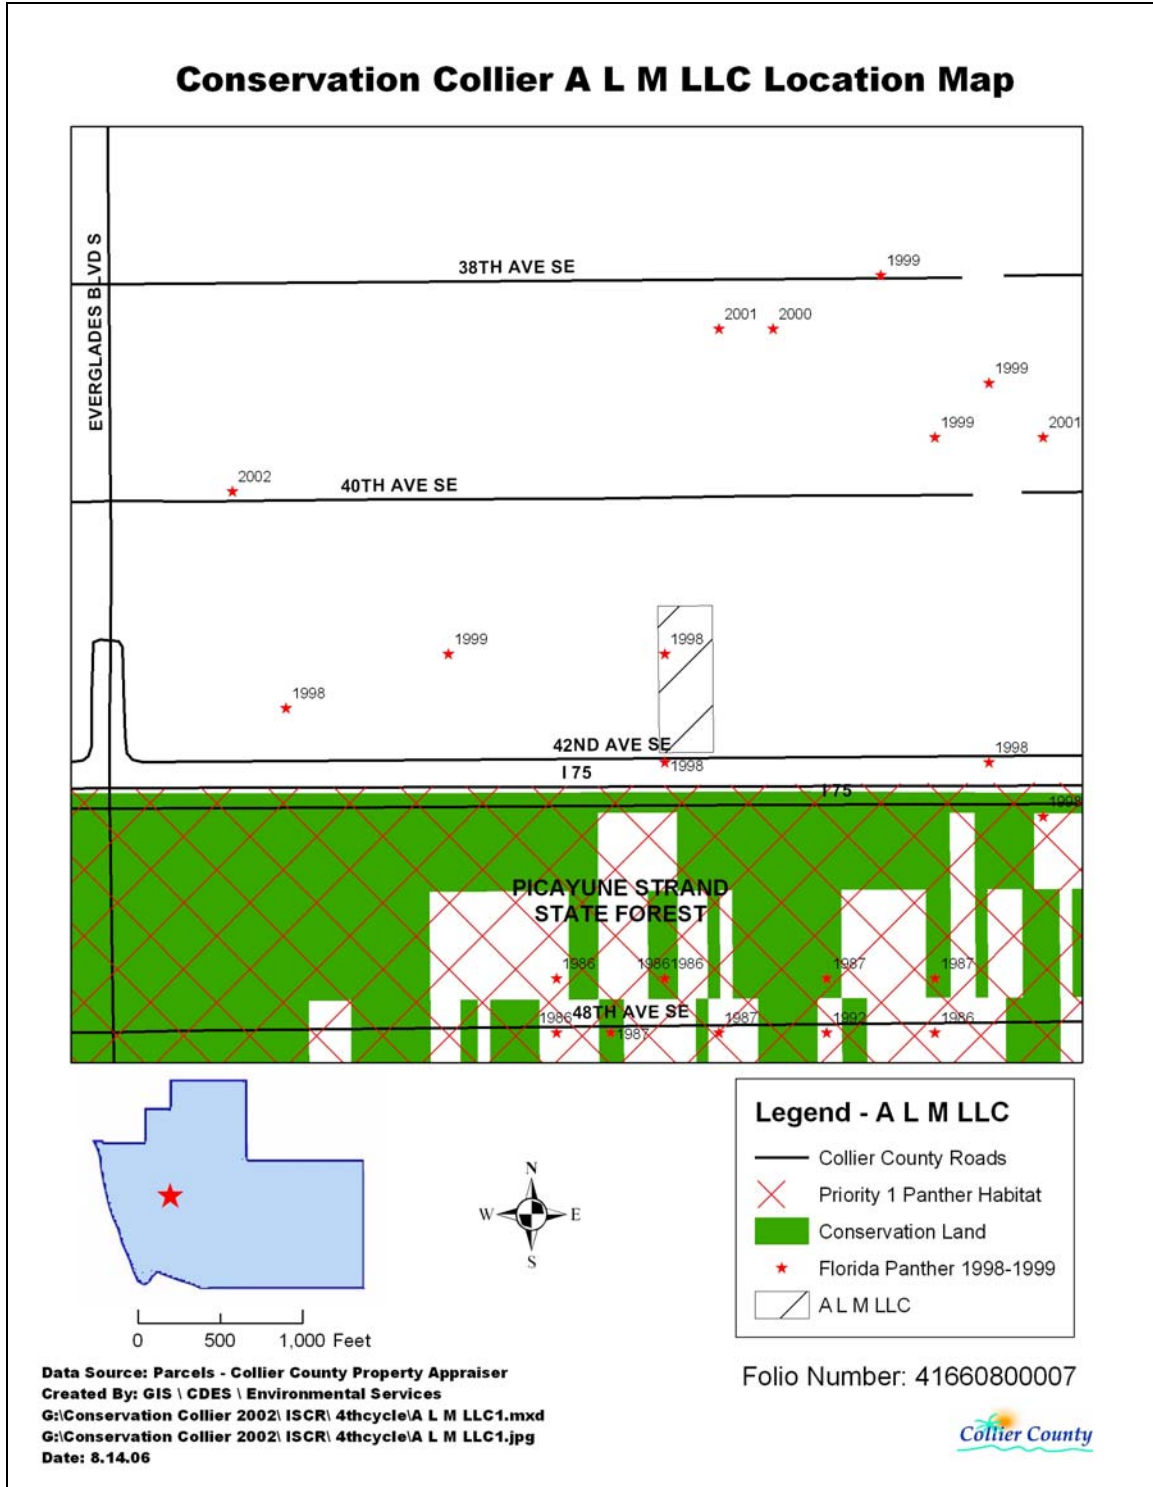 Conservation Collier A L M LLC Location Map
EVERGLADES BLVD S
38TH AVE SE
1999
2001
2000
1999
1999
2001
2002
40TH AVE SE
1999
1998
1998
42ND AVE SE
1998
1998
I 75
I 75
1998
PICAYUNE STRAND
STATE FOREST
1986
1986
1986
1987
1987
1986
48TH AVE SE
1987
1987
1992
1986
Legend - A L M LLC
Collier County Roads
Priority 1 Panther Habitat
Conservation Land
Florida Panther 1998-1999
A L M LLC
N
W
E
S
0 500 1,000 Feet
Data Source: Parcels - Collier County Property Appraiser
Created By: GIS \ CDES \ Environmental Services
G:\Conservation Collier 2002\ ISCR\ 4thcycle\A L M LLC1.mxd
G:\Conservation Collier 2002\ ISCR\ 4thcycle\A L M LLC1.jpg
Date: 8.14.06
Folio Number: 41660800007
Collier County